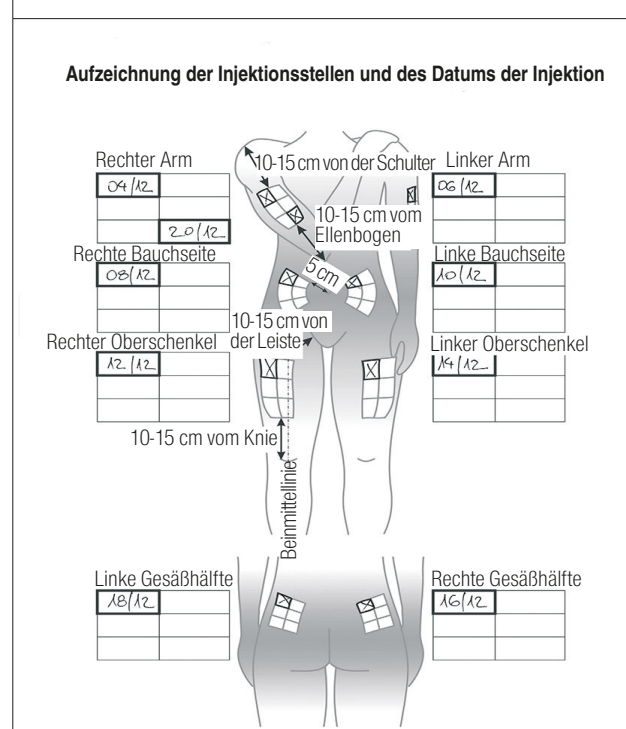 Aufzeichnung der Injektionsstellen und des Datums der Injektion
Rechter Arm
04/12
20/12
10-15 cm von der Schulter
Linker Arm
06/12
10-15 cm vom
Ellenbogen
Rechte Bauchseite
08/12
5 cm
Linke Bauchseite
10/12
10-15 cm von
der Leiste
Rechter Oberschenkel
12/12
Linker Oberschenkel
14/12
10-15 cm vom Knie
Beinmittellinie
Linke Gesäßhälfte
18/12
Rechte Gesäßhälfte
16/12